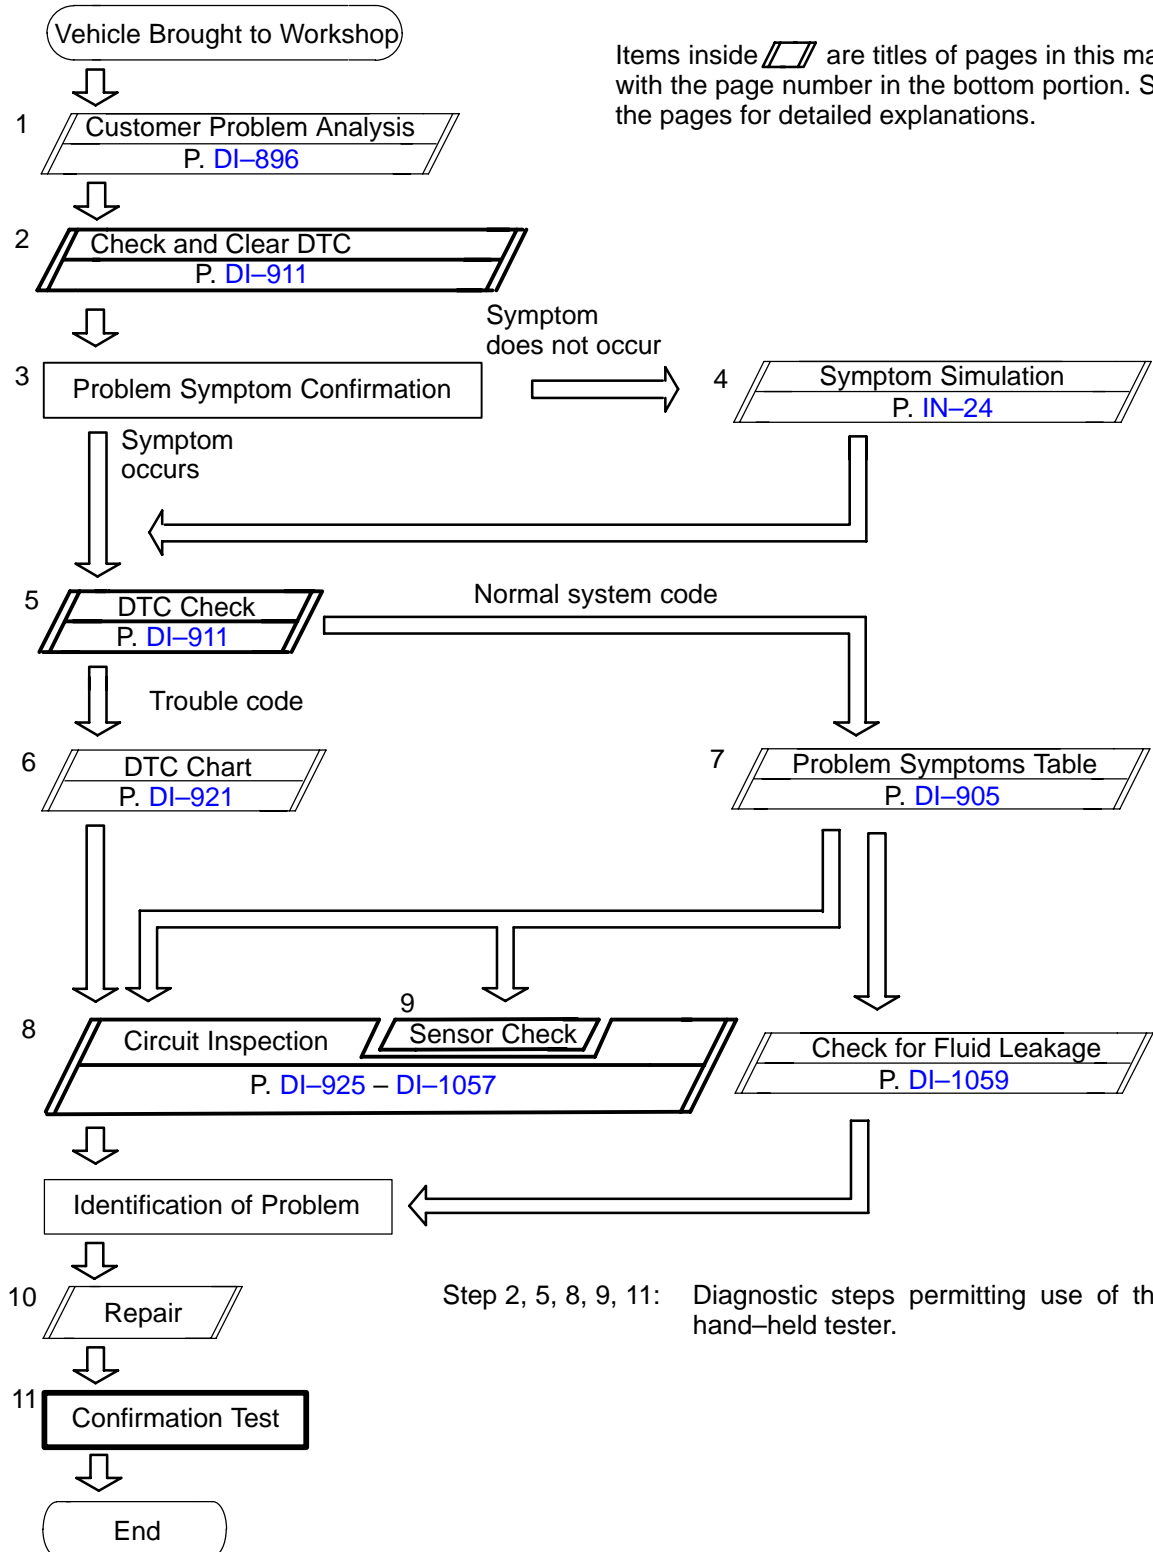 Vehicle Brought to Workshop
Items inside are titles of pages in this
with the page number in the bottom portion.
the pages for detailed explanations.
1
Customer Problem Analysis
P. DI–896
2
Check and Clear DTC
P. DI–911
Symptom
does not occur
3
Problem Symptom Confirmation
4
Symptom Simulation
P. IN–24
Symptom
occurs
5
DTC Check
P. DI–911
Normal system code
Trouble code
6
DTC Chart
P. DI–921
7
Problem Symptoms Table
P. DI–905
8
Circuit Inspection
9
Sensor Check
P. DI–925 – DI–1057
Check for Fluid Leakage
P. DI–1059
Identification of Problem
10
Repair
Step 2, 5, 8, 9, 11: Diagnostic steps permitting use of
hand–held tester.
11
Confirmation Test
End